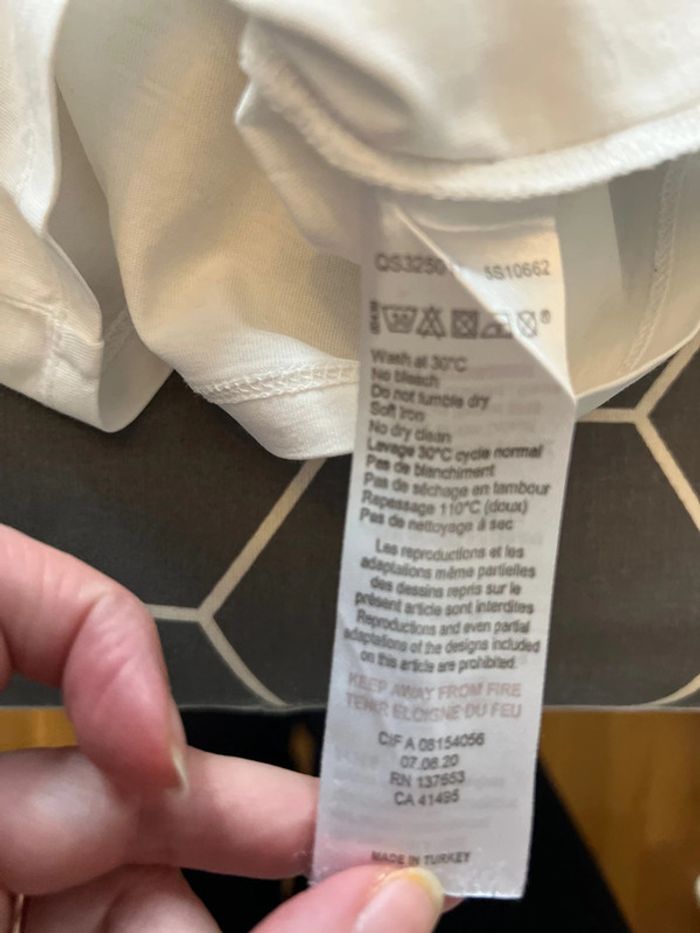 5S10662
Wash at 30°C
No bleach
Do not tumble dry
Soft iron
No dry clean
Lavage 30°C cycle normal
Pas de blanchiment
Pas de séchage en tambour
Repassage 110°C (doux)
Pas de nettoyage à sec
Les reproductions et les
adaptations même partielles
des dessins repris sur le
présent article sont interdites
Reproductions and even partial
adaptations of the designs included
on this article are prohibited.
KEEP AWAY FROM FIRE
TENIR ELOIGNE DU FEU
CIF A 08154056
07.08.20
RN 137653
CA 41495
MADE IN TURKEY